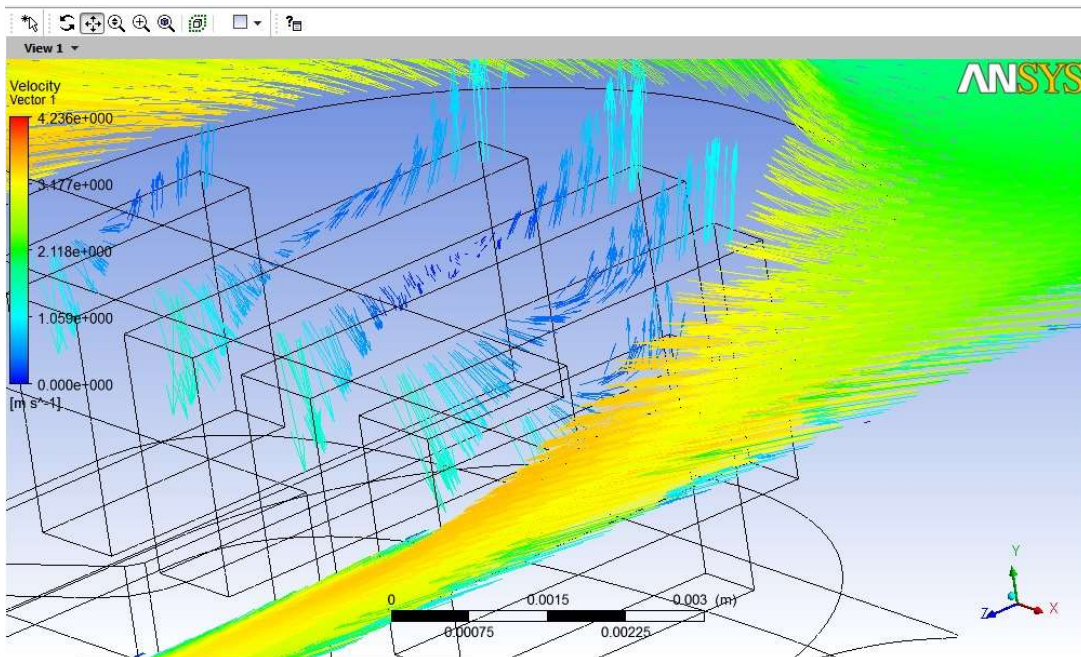 View 1
ANSYS
Velocity
Vector 1
4.236e+000
3.177e+000
2.118e+000
1.059e+000
0.000e+000
[m s^-1]
0
0.0015
0.003 (m)
0.00075
0.00225
Y
Z
X